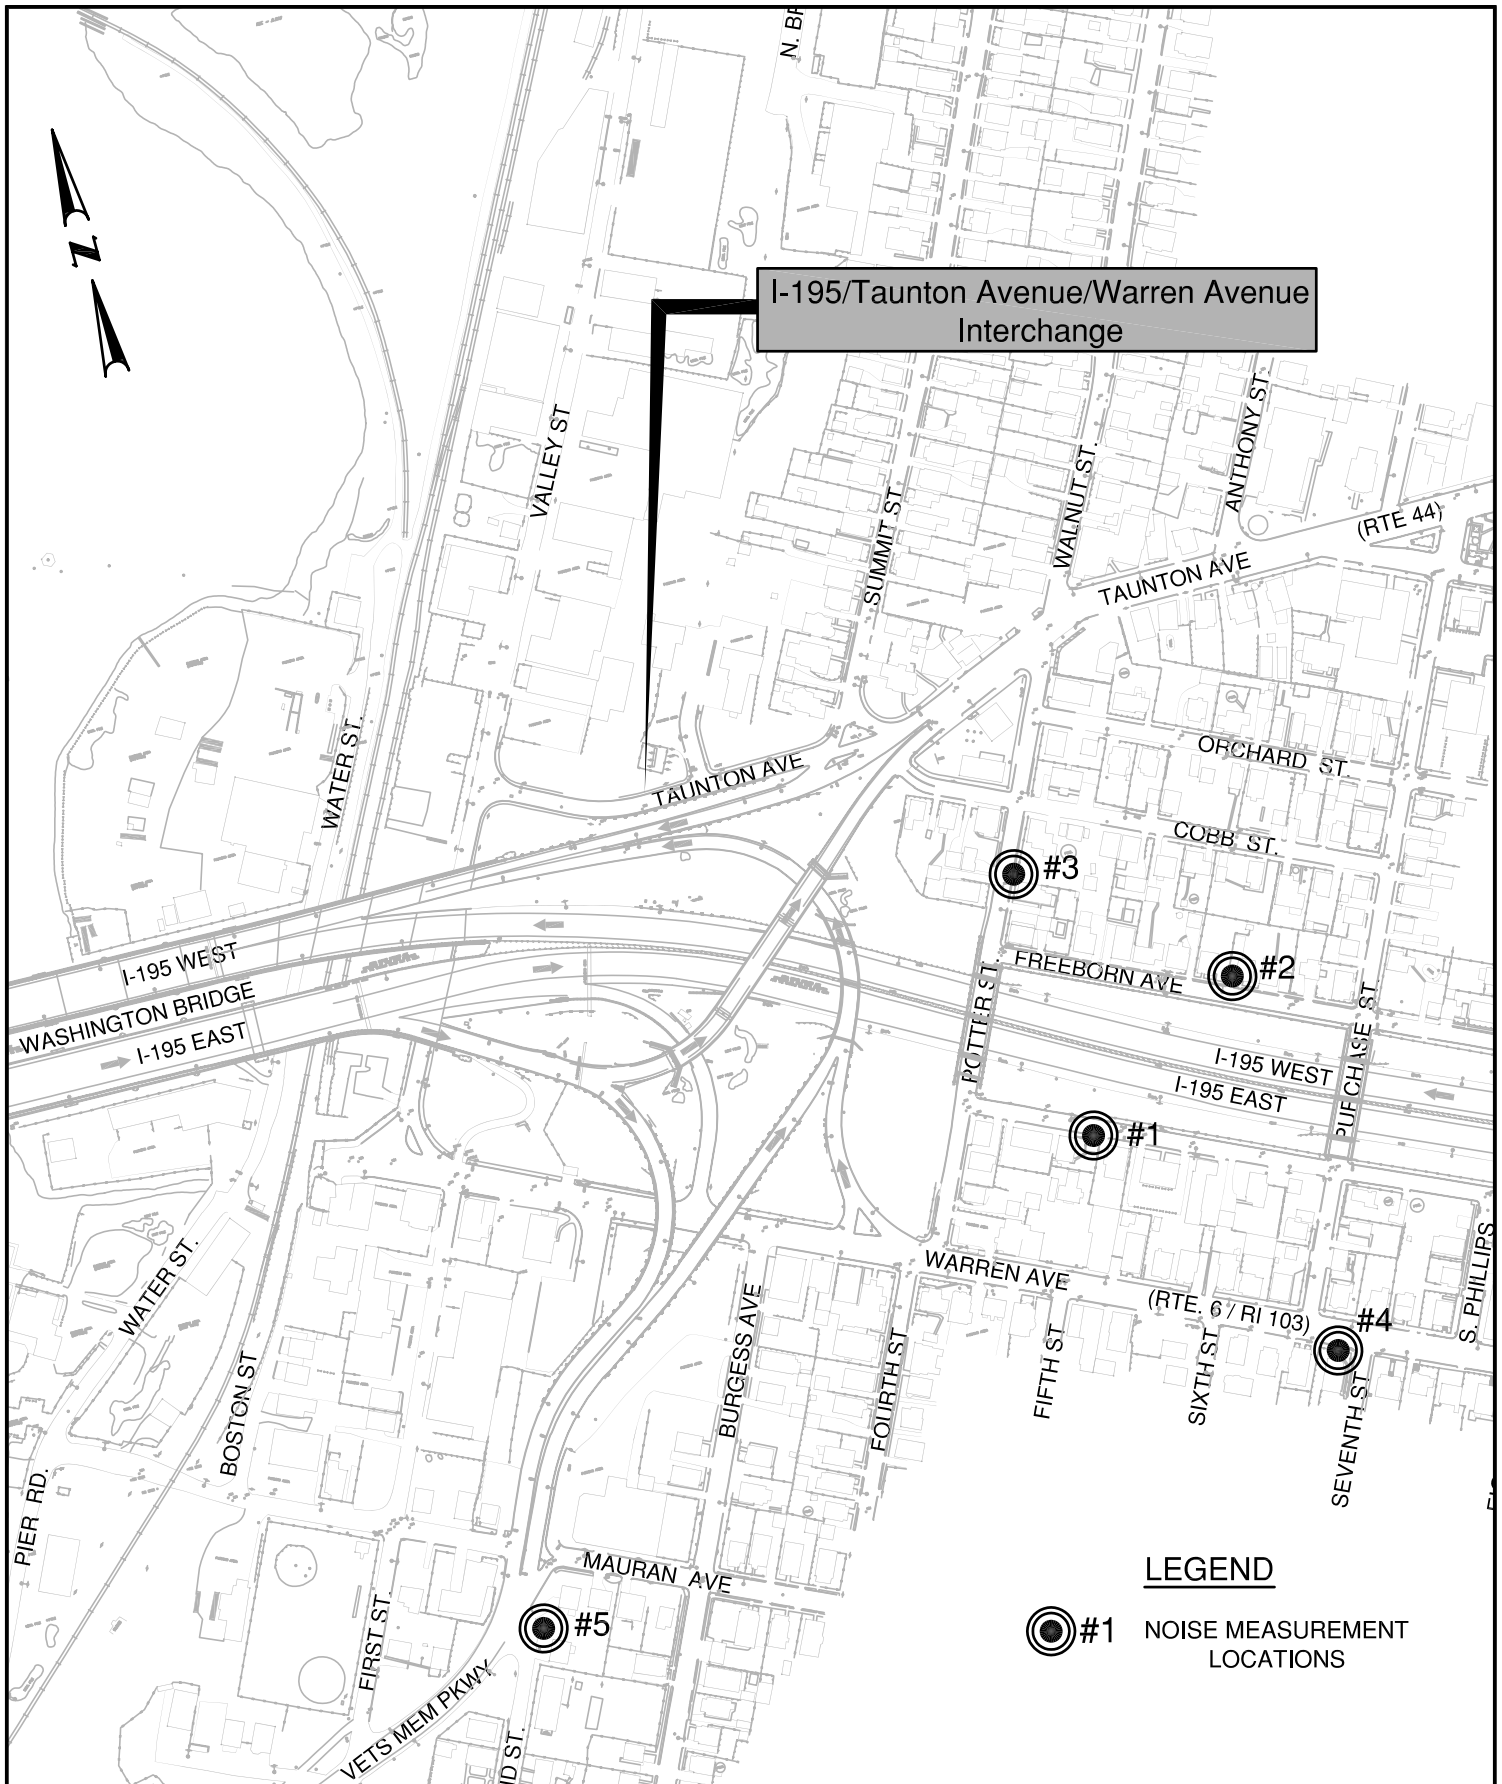 N. BR
I-195/Taunton Avenue/Warren Avenue
Interchange
N
VALLEY ST
SUMMIT ST
WALNUT ST.
ANTHONY ST.
(RTE 44)
TAUNTON AVE
WATER ST.
TAUNTON AVE
ORCHARD ST.
COBB ST.
#3
I-195 WEST
WASHINGTON BRIDGE
I-195 EAST
POTTER ST.
FREEBORN AVE
#2
PURCHASE ST
I-195 WEST
I-195 EAST
#1
WATER ST.
WARREN AVE
(RTE. 6 / RI 103)
#4
S. PHILLIPS
BOSTON ST
BURGESS AVE
FOURTH ST
FIFTH ST
SIXTH ST
SEVENTH ST
PIER RD.
MAURAN AVE
#5
FIRST ST.
VETS MEM PKWY
ND ST.
LEGEND
#1 NOISE MEASUREMENT
LOCATIONS